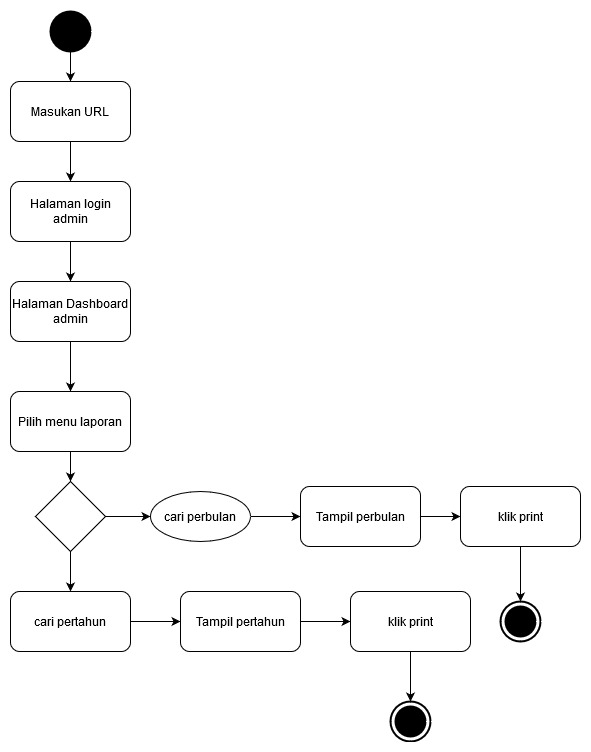 Masukan URL
Halaman login
admin
Halaman Dashboard
admin
Pilih menu laporan
cari perbulan
Tampil perbulan
klik print
cari pertahun
Tampil pertahun
klik print